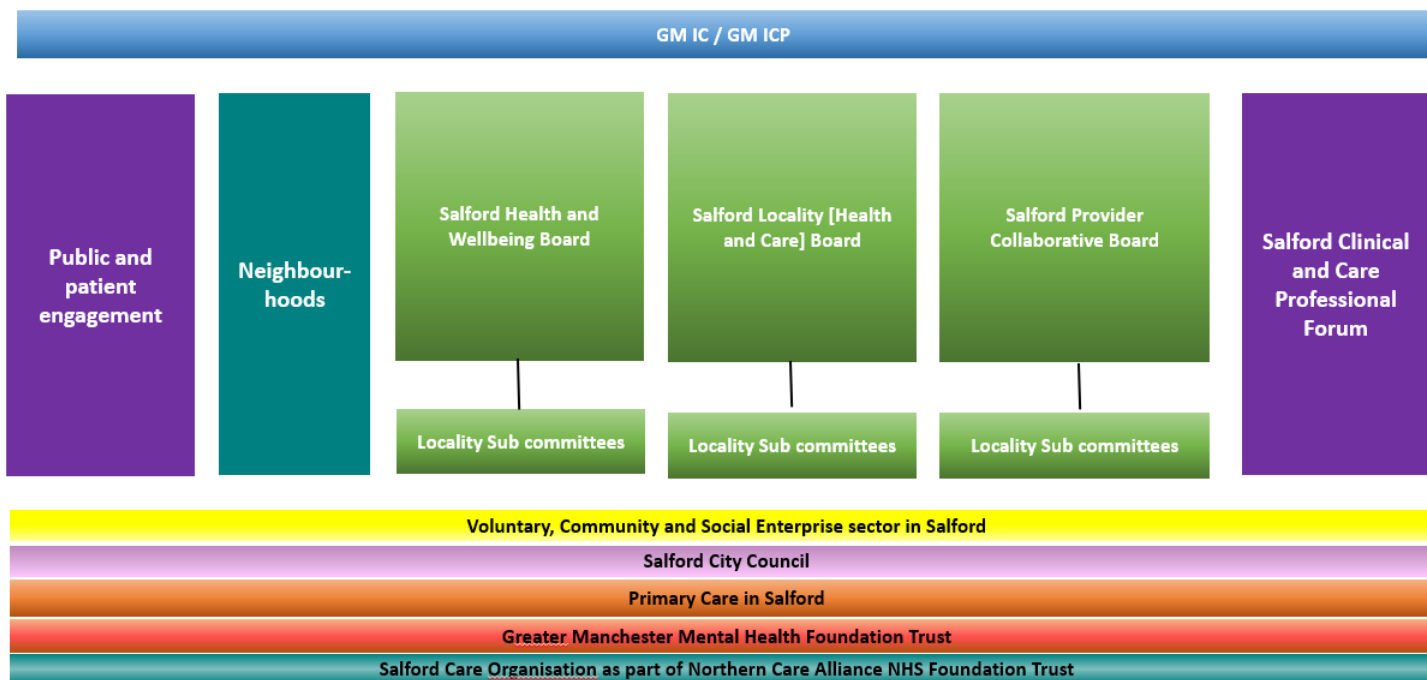 GM IC / GM ICP
Public and
patient
engagement
Neighbour-
hoods
Salford Health and
Wellbeing Board
Salford Locality [Health
and Care] Board
Salford Provider
Collaborative Board
Salford Clinical
and Care
Professional
Forum
Locality Sub committees
Locality Sub committees
Locality Sub committees
Voluntary, Community and Social Enterprise sector in Salford
Salford City Council
Primary Care in Salford
Greater Manchester Mental Health Foundation Trust
Salford Care Organisation as part of Northern Care Alliance NHS Foundation Trust